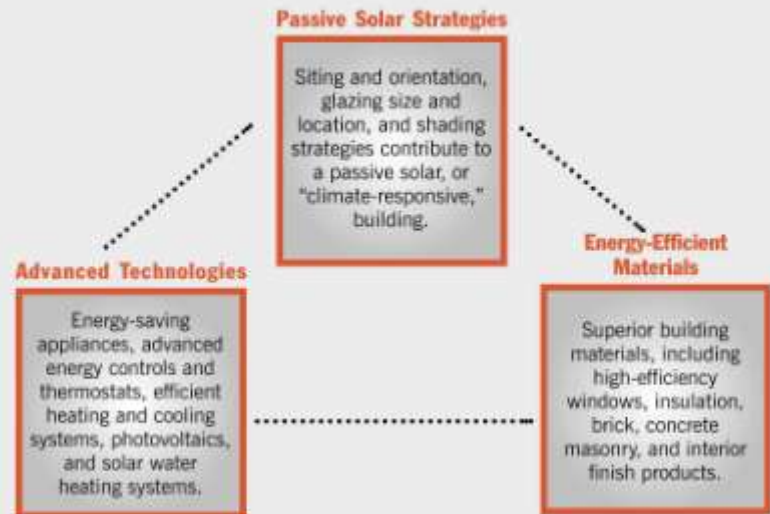 Passive Solar Strategies
Siting and orientation,
glazing size and
location, and shading
strategies contribute to
a passive solar, or
“climate-responsive,”
building.
Advanced Technologies
Energy-saving
appliances, advanced
energy controls and
thermostats, efficient
heating and cooling
systems, photovoltaics,
and solar water
heating systems.
Energy-Efficient
Materials
Superior building
materials, including
high-efficiency
windows, insulation,
brick, concrete
masonry, and interior
finish products.